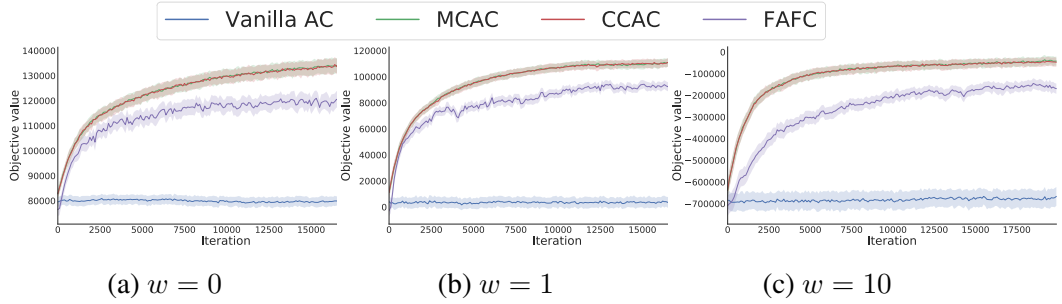 Vanilla AC MCAC CCAC FAFC
Objective value
140000
130000
120000
110000
100000
90000
80000
0 2500 5000 7500 10000 12500 15000
Iteration
(a) w = 0
Objective value
120000
100000
80000
60000
40000
20000
0
0 2500 5000 7500 10000 12500 15000
Iteration
(b) w = 1
Objective value
0
−100000
−200000
−300000
−400000
−500000
−600000
−700000
0 2500 5000 7500 10000 12500 15000 17500
Iteration
(c) w = 10